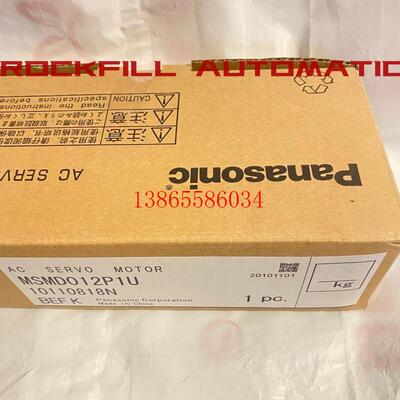 ROCKFILL AUTOMATIC
CAUTION
Read the instructions
specifications before
注意
注意
Panasonic
AC SERV
13865586034
AC SERVO MOTOR
MSMD012P1U
10110818N
BEF K
Panasonic Corporation
Made in China
20101101
1 pc.
kg